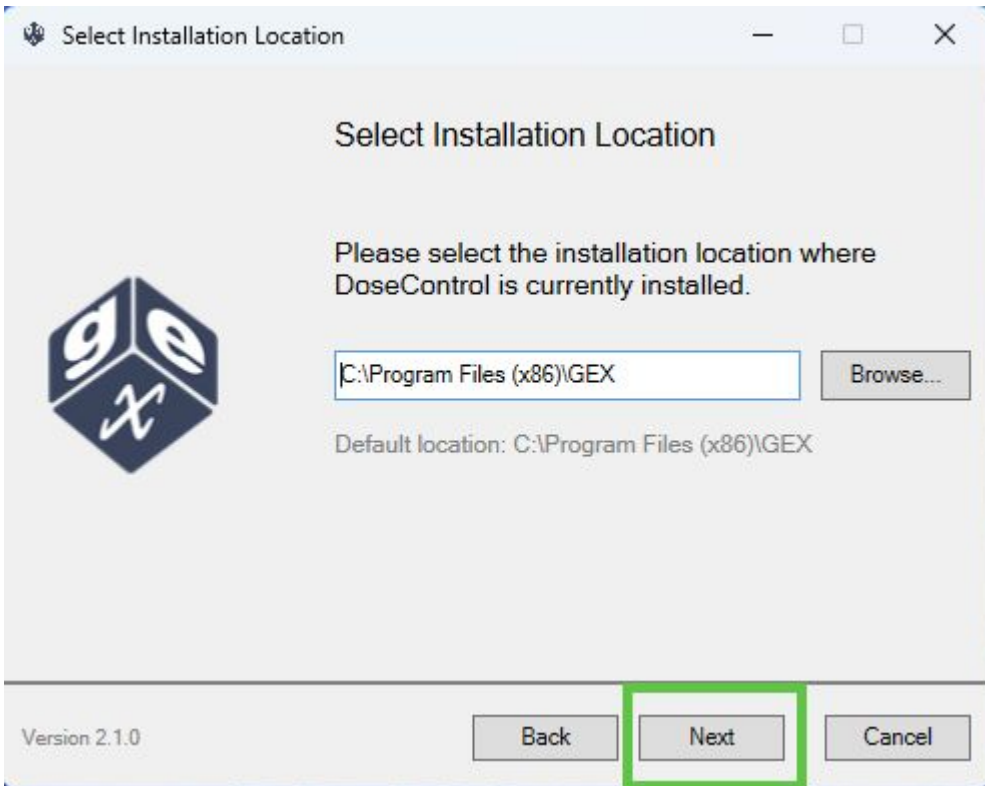 Select Installation Location
Select Installation Location
Please select the installation location where
DoseControl is currently installed.
C:\Program Files (x86)\GEX
Browse...
Default location: C:\Program Files (x86)\GEX
g e x
Version 2.1.0
Back
Next
Cancel